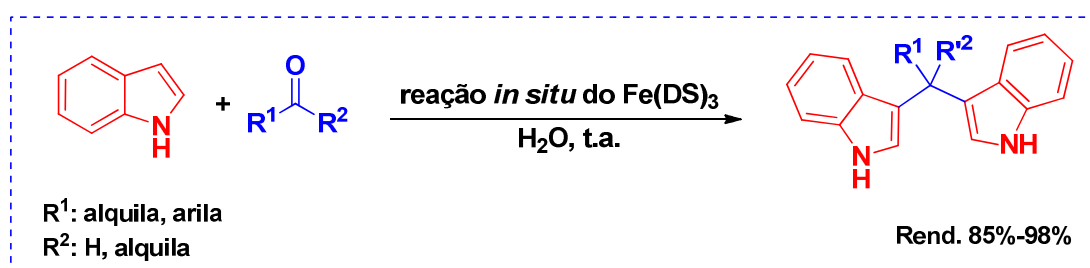 N
H
+
O
R1
R2
reação in situ do Fe(DS)3
H2O, t.a.
R1
R'2
N
H
NH
R1: alquila, arila
R2: H, alquila
Rend. 85%-98%